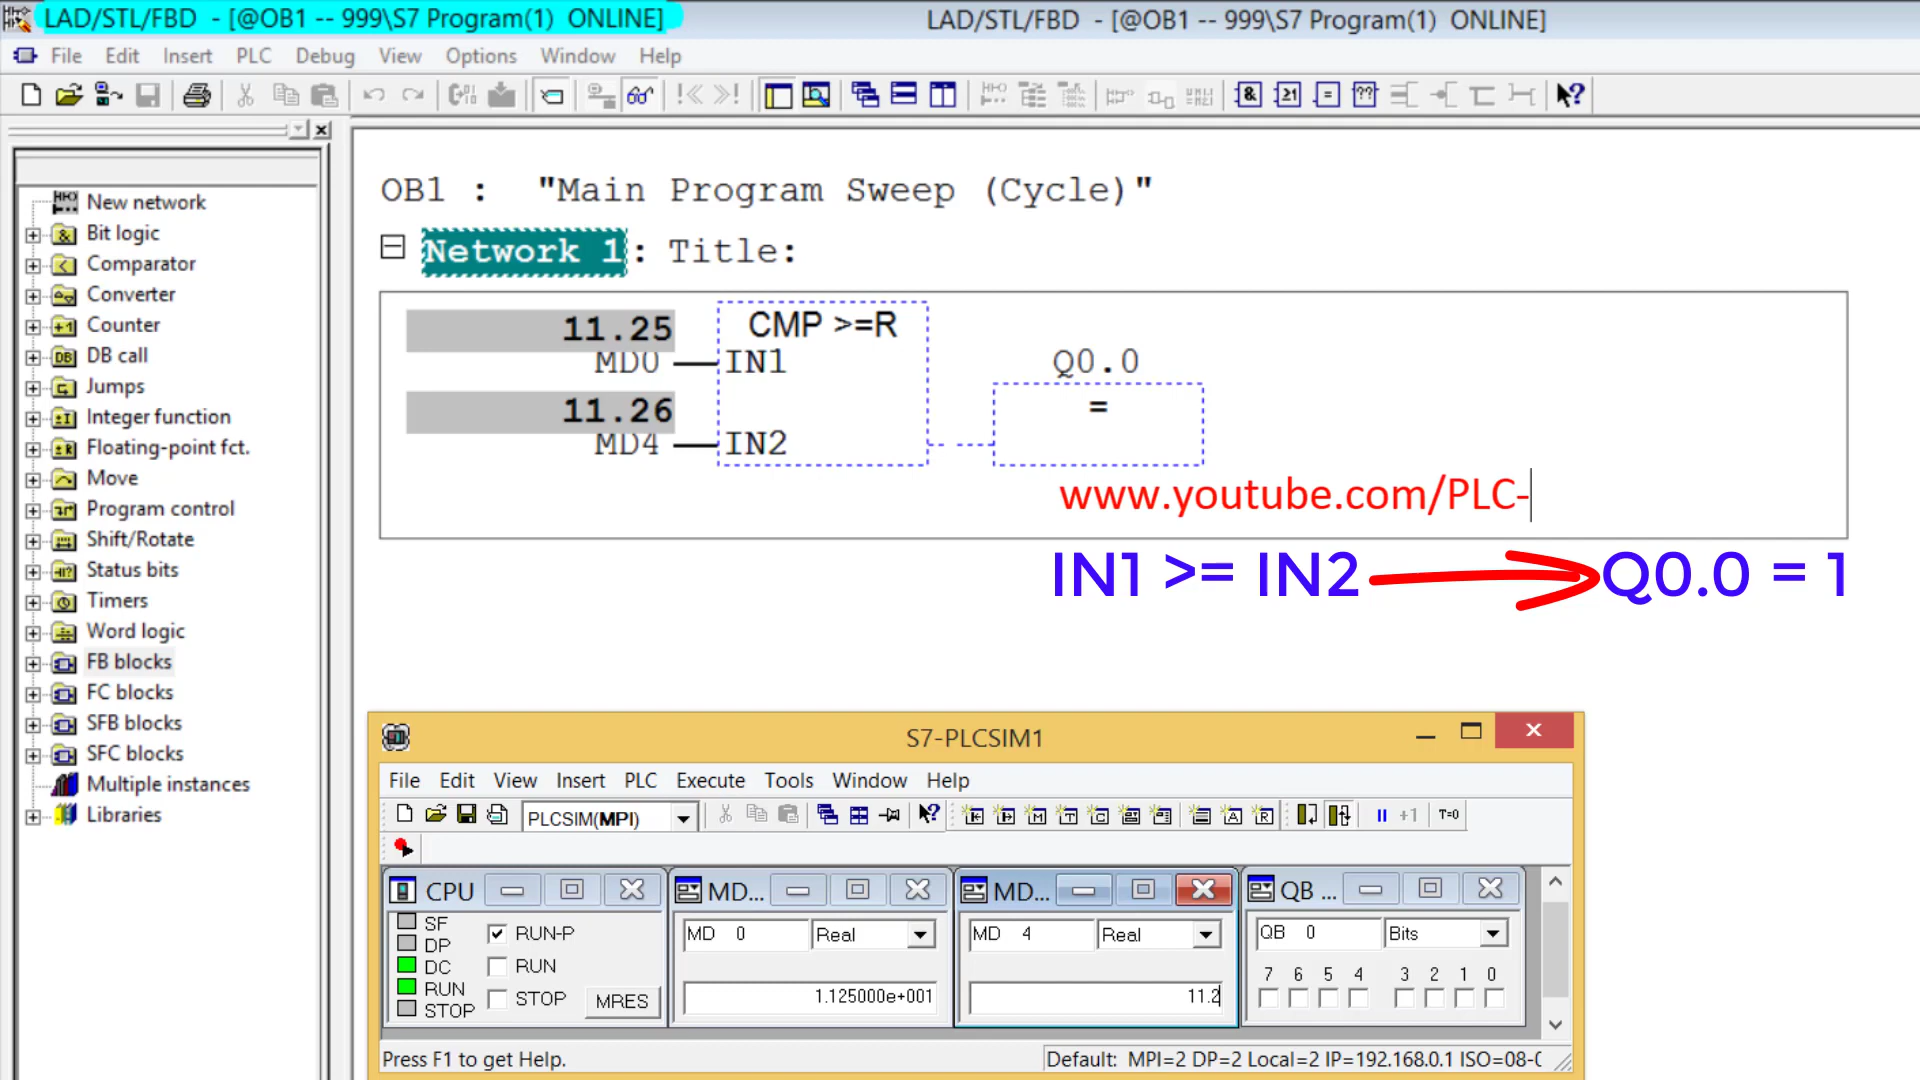 LAD/STL/FBD - [@OB1 -- 999\S7 Program(1) ONLINE]
LAD/STL/FBD - [@OB1 -- 999\S7 Program(1) ONLINE]
File Edit Insert PLC Debug View Options Window Help
New network
Bit logic
Comparator
Converter
Counter
DB call
Jumps
Integer function
Floating-point fct.
Move
Program control
Shift/Rotate
Status bits
Timers
Word logic
FB blocks
FC blocks
SFB blocks
SFC blocks
Multiple instances
Libraries
OB1 : "Main Program Sweep (Cycle)"
Network 1: Title:
11.25
MD0
11.26
MD4
CMP >=R
IN1
IN2
Q0.0
=
www.youtube.com/PLC-
IN1 >= IN2
Q0.0 = 1
S7-PLCSIM1
File Edit View Insert PLC Execute Tools Window Help
PLCSIM(MPI)
+1
T=0
CPU
SF
DP
DC
RUN
STOP
RUN-P
RUN
STOP
MRES
MD...
MD 0
Real
1.125000e+001
MD...
MD 4
Real
11.2
QB ...
QB 0
Bits
7 6 5 4 3 2 1 0
Press F1 to get Help.
Default: MPI=2 DP=2 Local=2 IP=192.168.0.1 ISO=08-0